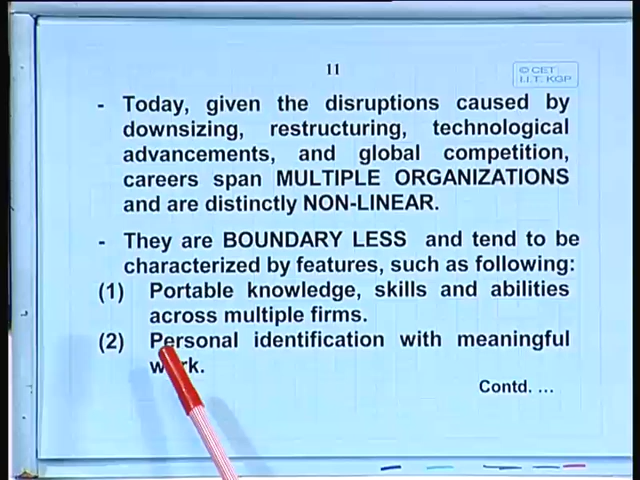 11
© CET
I.I.T. KGP
- Today, given the disruptions caused by
downsizing, restructuring, technological
advancements, and global competition,
careers span MULTIPLE ORGANIZATIONS
and are distinctly NON-LINEAR.
- They are BOUNDARY LESS and tend to be
characterized by features, such as following:
(1) Portable knowledge, skills and abilities
across multiple firms.
(2) Personal identification with meaningful
work.
Contd. ...